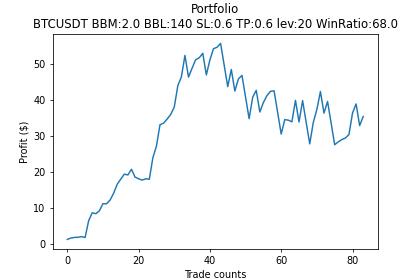 Portfolio
BTCUSDT BBM:2.0 BBL:140 SL:0.6 TP:0.6 lev:20 WinRatio:68.0
50
40
30
20
10
0
Profit ($)
0 20 40 60 80
Trade counts